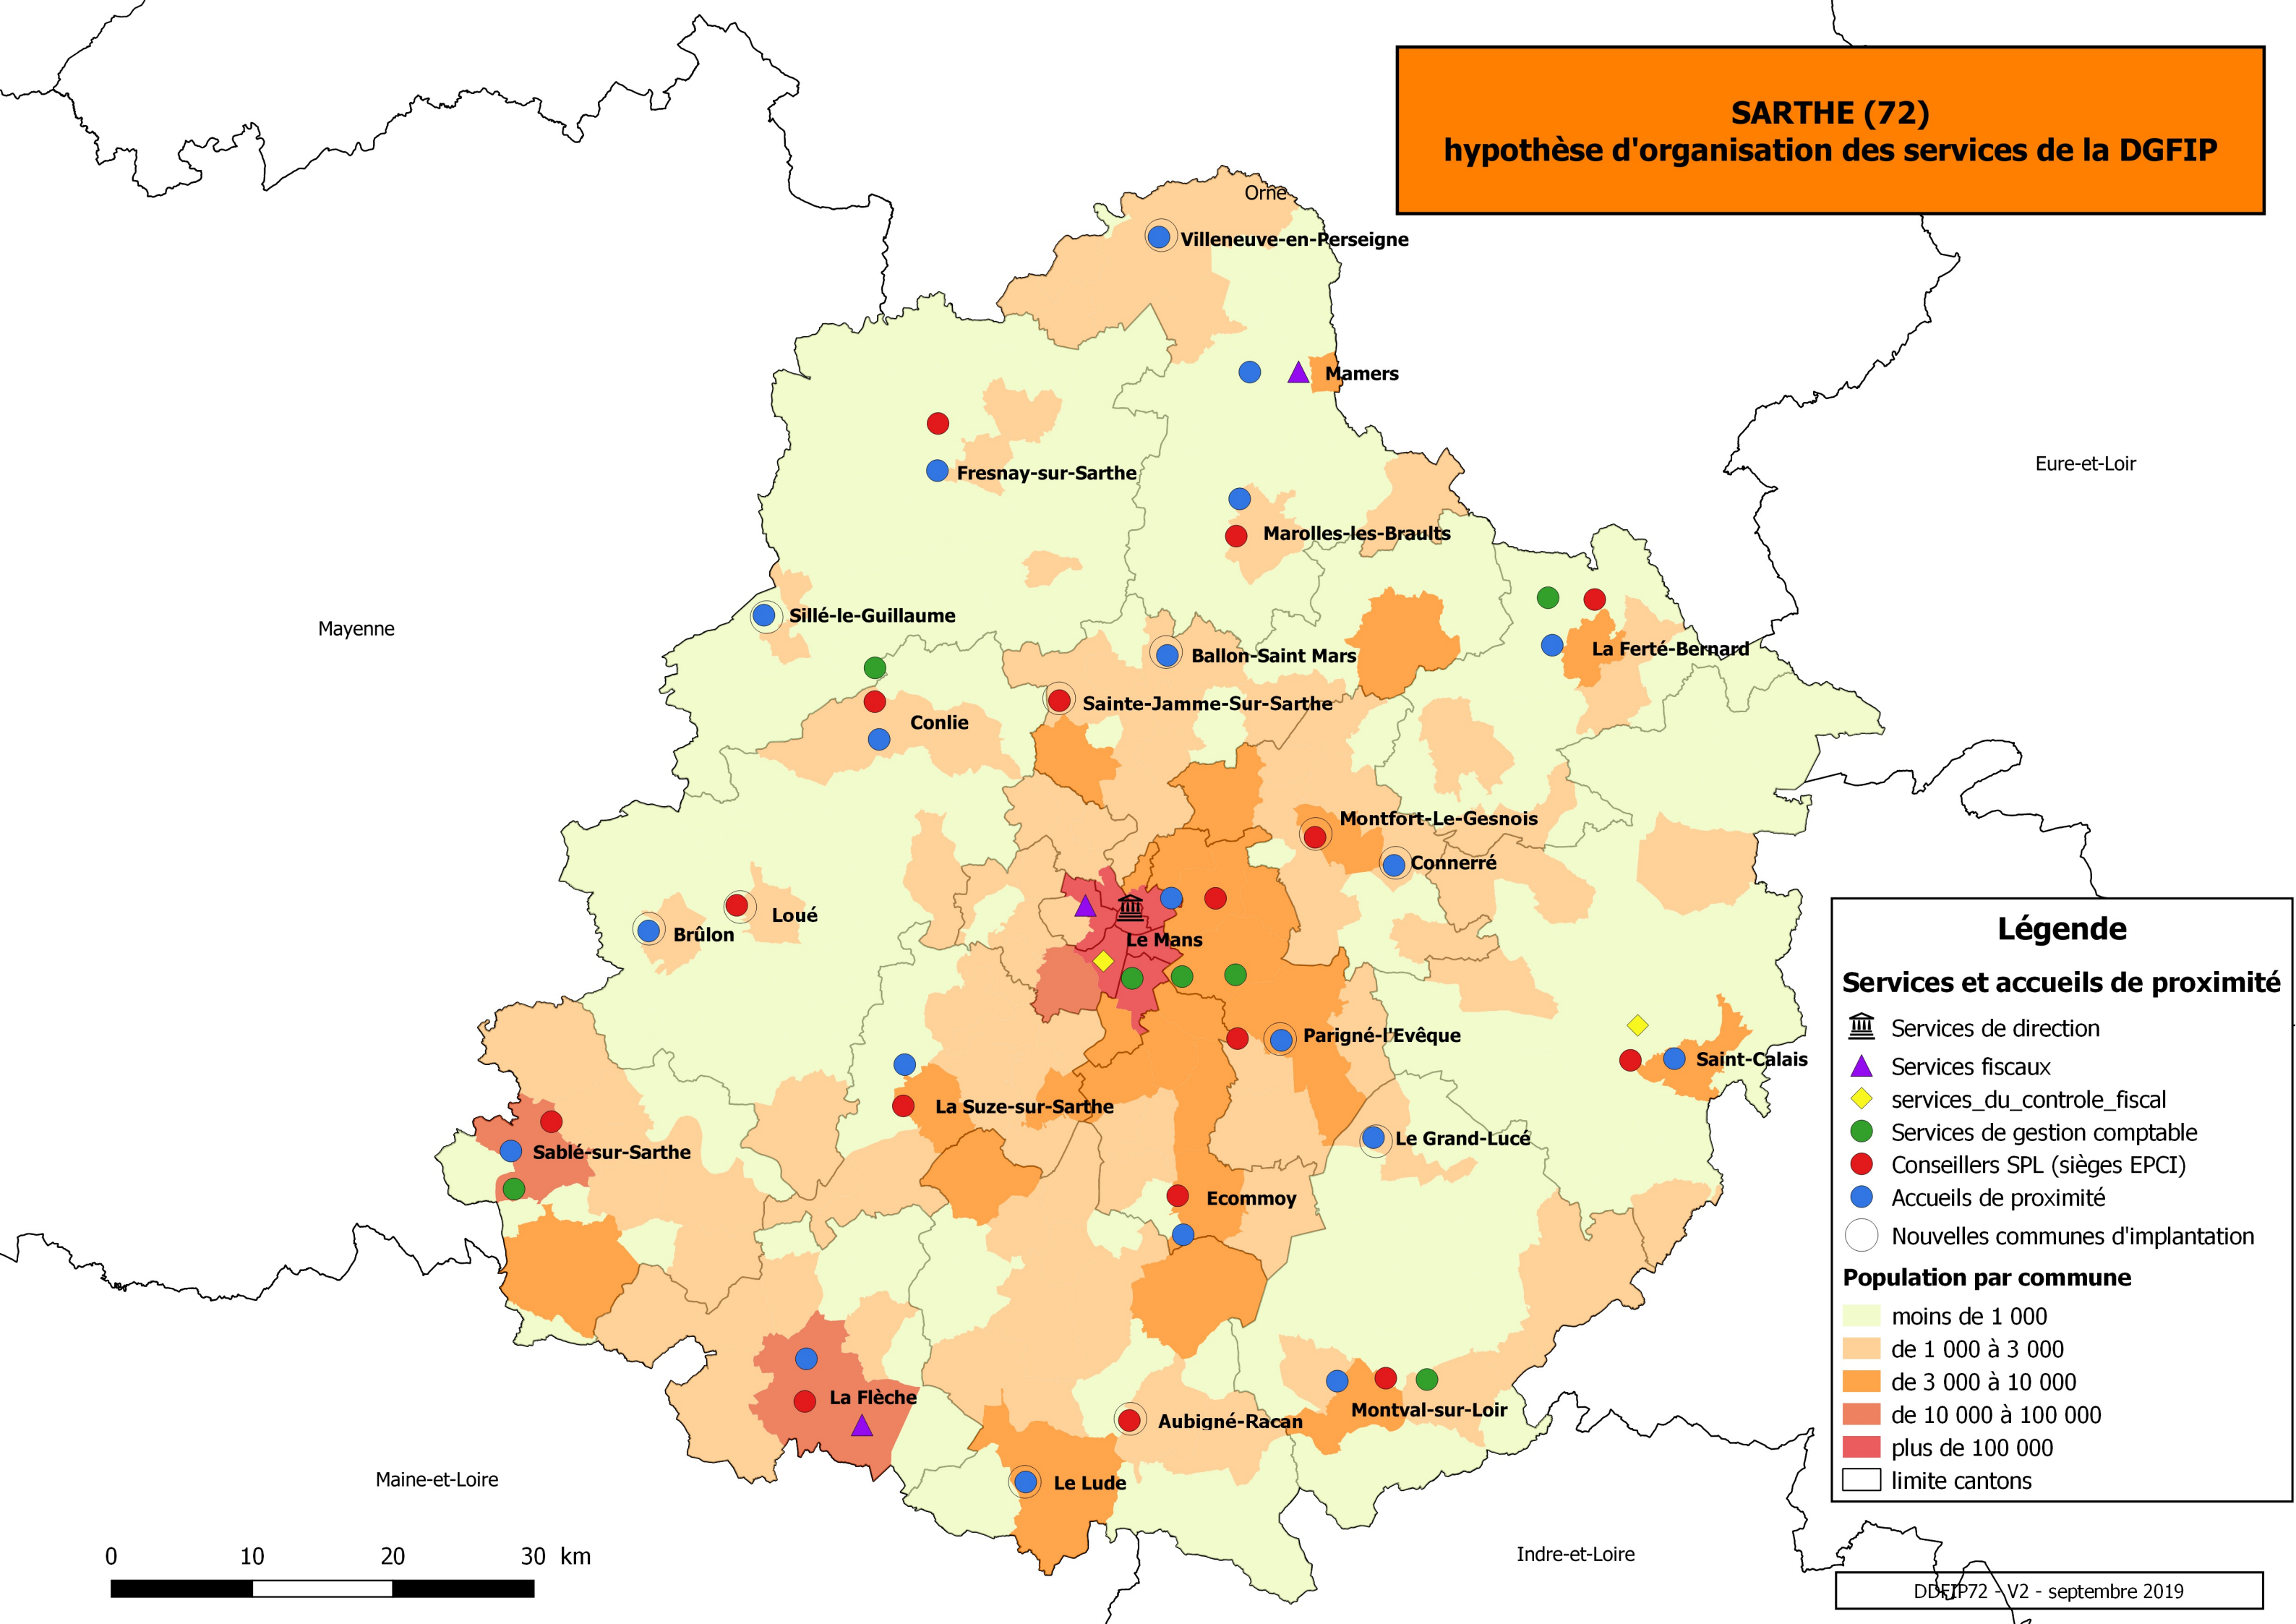 SARTHE (72)
hypothèse d'organisation des services de la DGFIP
Orne
Villeneuve-en-Perseigne
Mamers
Eure-et-Loir
Fresnay-sur-Sarthe
Marolles-les-Braults
Mayenne
Sillé-le-Guillaume
La Ferté-Bernard
Ballon-Saint Mars
Sainte-Jamme-Sur-Sarthe
Conlie
Montfort-Le-Gesnois
Connerré
Loué
Brûlon
Le Mans
Parigné-l'Evêque
Saint-Calais
La Suze-sur-Sarthe
Le Grand-Lucé
Sablé-sur-Sarthe
Ecommoy
La Flèche
Montval-sur-Loir
Aubigné-Racan
Maine-et-Loire
Le Lude
Indre-et-Loire
0 10 20 30 km
Légende
Services et accueils de proximité
Services de direction
Services fiscaux
services_du_controle_fiscal
Services de gestion comptable
Conseillers SPL (sièges EPCI)
Accueils de proximité
Nouvelles communes d'implantation
Population par commune
moins de 1 000
de 1 000 à 3 000
de 3 000 à 10 000
de 10 000 à 100 000
plus de 100 000
limite cantons
DDFIP72 - V2 - septembre 2019